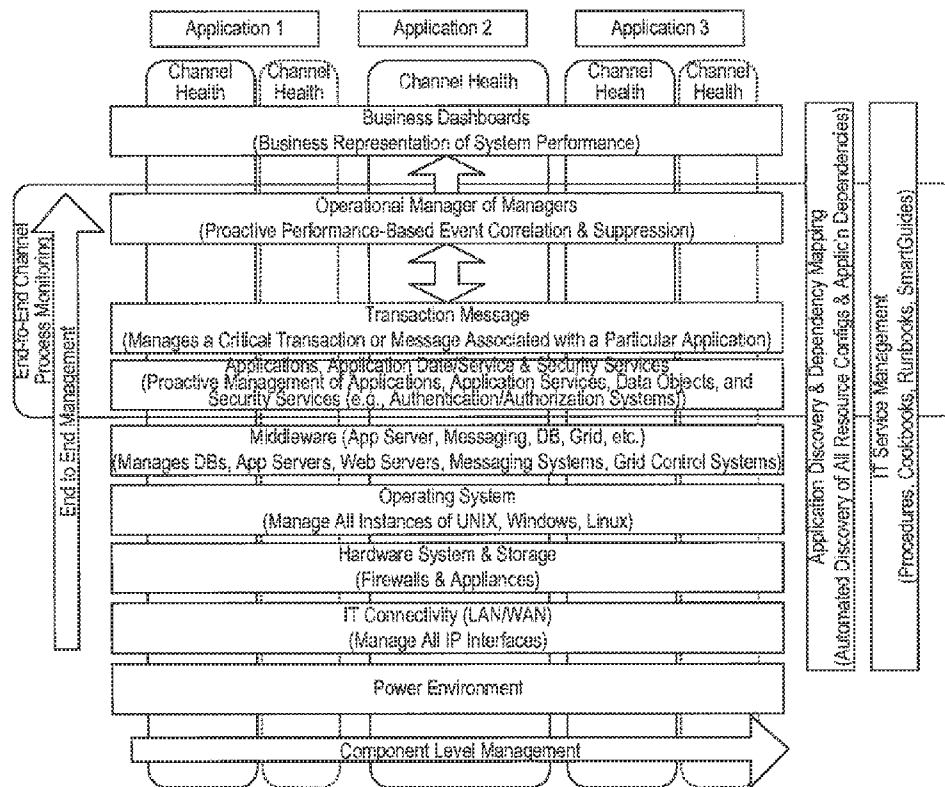 Application 1
Application 2
Application 3
Channel
Health
Channel
Health
Channel Health
Channel
Health
Channel
Health
Business Dashboards
(Business Representation of System Performance)
Operational Manager of Managers
(Proactive Performance-Based Event Correlation & Suppression)
Transaction Message
(Manages a Critical Transaction or Message Associated with a Particular Application)
Applications, Application Date/Service & Security Services
(Proactive Management of Applications, Application Services, Data Objects, and
Security Services (e.g., Authentication/Authorization Systems))
Middleware (App Server, Messaging, DB, Grid, etc.)
(Manages DBs, App Servers, Web Servers, Messaging Systems, Grid Control Systems)
Operating System
(Manage All Instances of UNIX, Windows, Linux)
Hardware System & Storage
(Firewalls & Appliances)
IT Connectivity (LAN/WAN)
(Manage All IP Interfaces)
Power Environment
Component Level Management
End-to-End Channel
Process Monitoring
End to End Management
Application Discovery & Dependency Mapping
(Automated Discovery of All Resource Configs & Applic'n Dependencies)
IT Service Management
(Procedures, Cookbooks, Runbooks, SmartGuides)